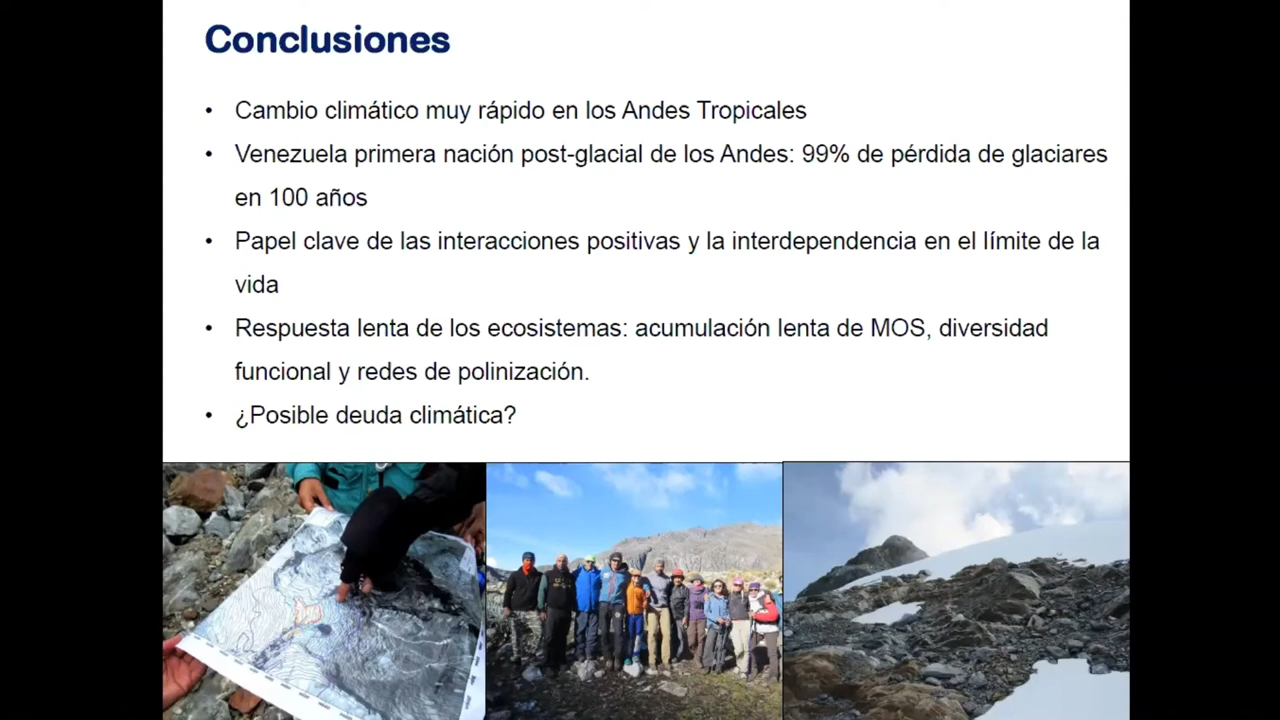 Conclusiones
• Cambio climático muy rápido en los Andes Tropicales
• Venezuela primera nación post-glacial de los Andes: 99% de pérdida de glaciares
en 100 años
• Papel clave de las interacciones positivas y la interdependencia en el límite de la
vida
• Respuesta lenta de los ecosistemas: acumulación lenta de MOS, diversidad
funcional y redes de polinización.
• ¿Posible deuda climática?